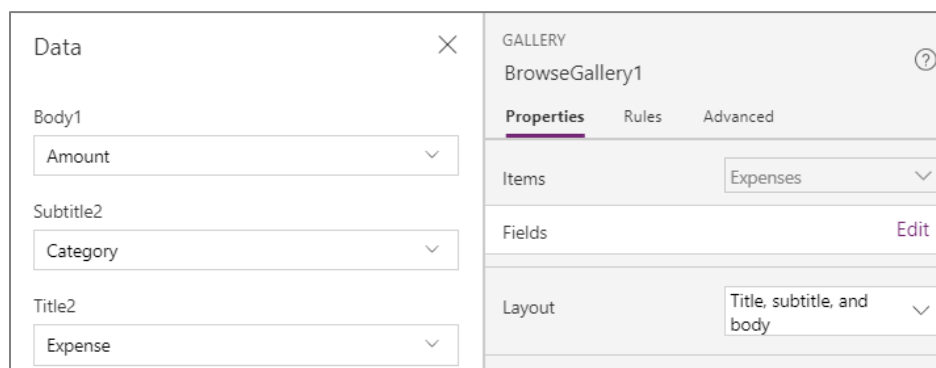 Data
Body1
Amount
Subtitle2
Category
Title2
Expense
GALLERY
BrowseGallery1
?
Properties Rules Advanced
Items Expenses
Fields Edit
Layout Title, subtitle, and
body